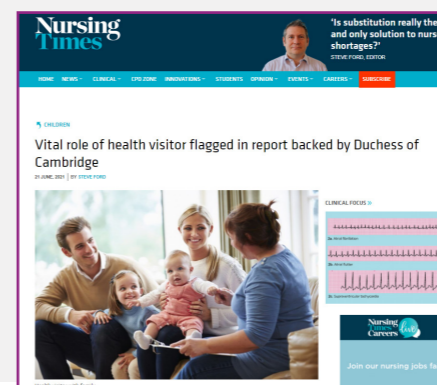 Nursing
Times
'Is substitution really the
and only solution to nurs
shortages?'
STEVE FORD, EDITOR
HOME NEWS CLINICAL CPD ZONE INNOVATIONS STUDENTS OPINION EVENTS CAREERS SUBSCRIBE
CHILDREN
Vital role of health visitor flagged in report backed by Duchess of
Cambridge
21 JUNE, 2021 BY STEVE FORD
CLINICAL FOCUS
Nursing
Times
Careers live
Join our nursing jobs fa